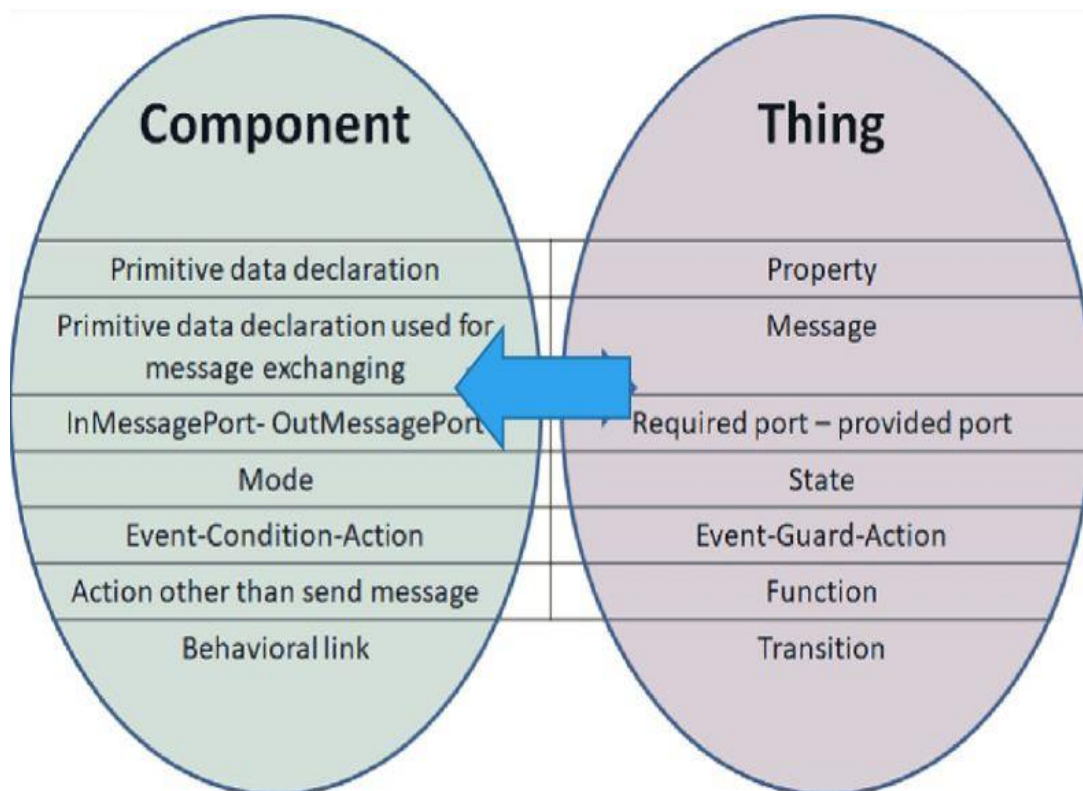 Component Thing
Primitive data declaration Property
Primitive data declaration used for Message
message exchanging
InMessagePort- OutMessagePort Required port – provided port
Mode State
Event-Condition-Action Event-Guard-Action
Action other than send message Function
Behavioral link Transition